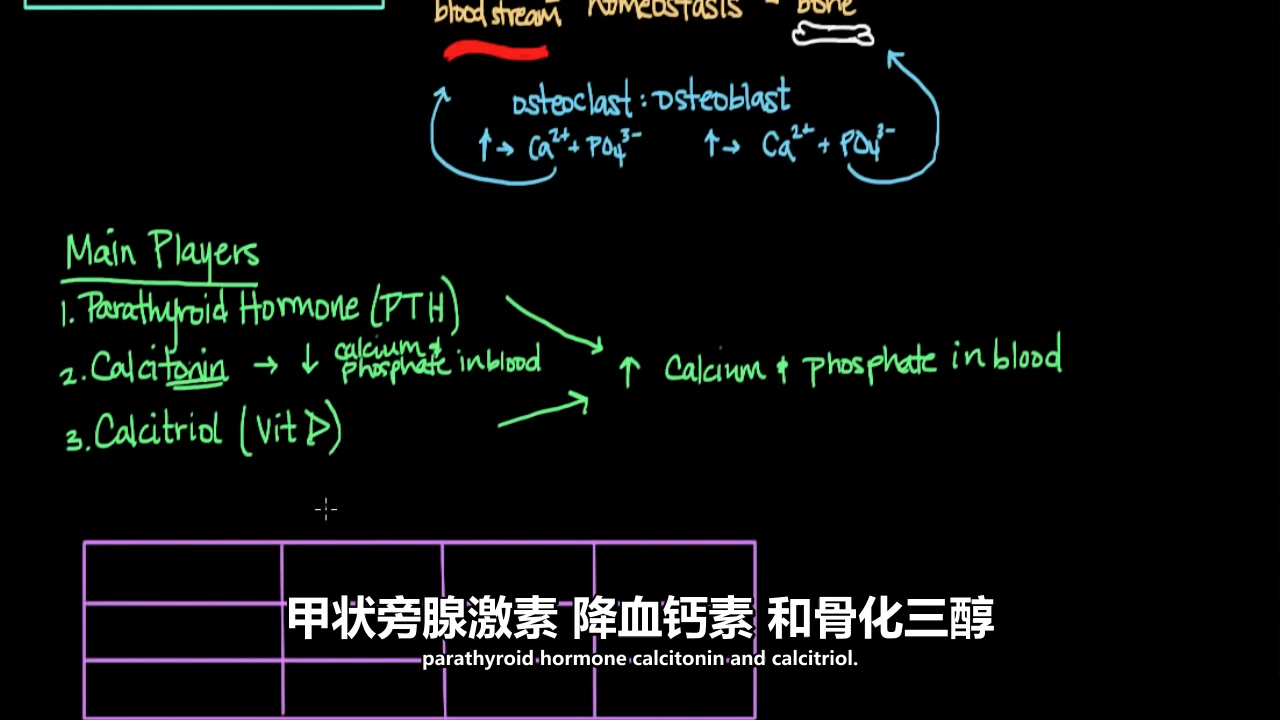 bloodstream - homeostasis - bone
osteoclast : osteoblast
↑ → Ca²⁺ + PO₄³⁻ ↑ → Ca²⁺ + PO₄³⁻
Main Players
1. Parathyroid Hormone (PTH)
2. Calcitonin → ↓ calcium & phosphate in blood
↑ Calcium & phosphate in blood
3. Calcitriol (Vit D)
甲状旁腺激素 降血钙素 和骨化三醇
parathyroid hormone calcitonin and calcitriol.